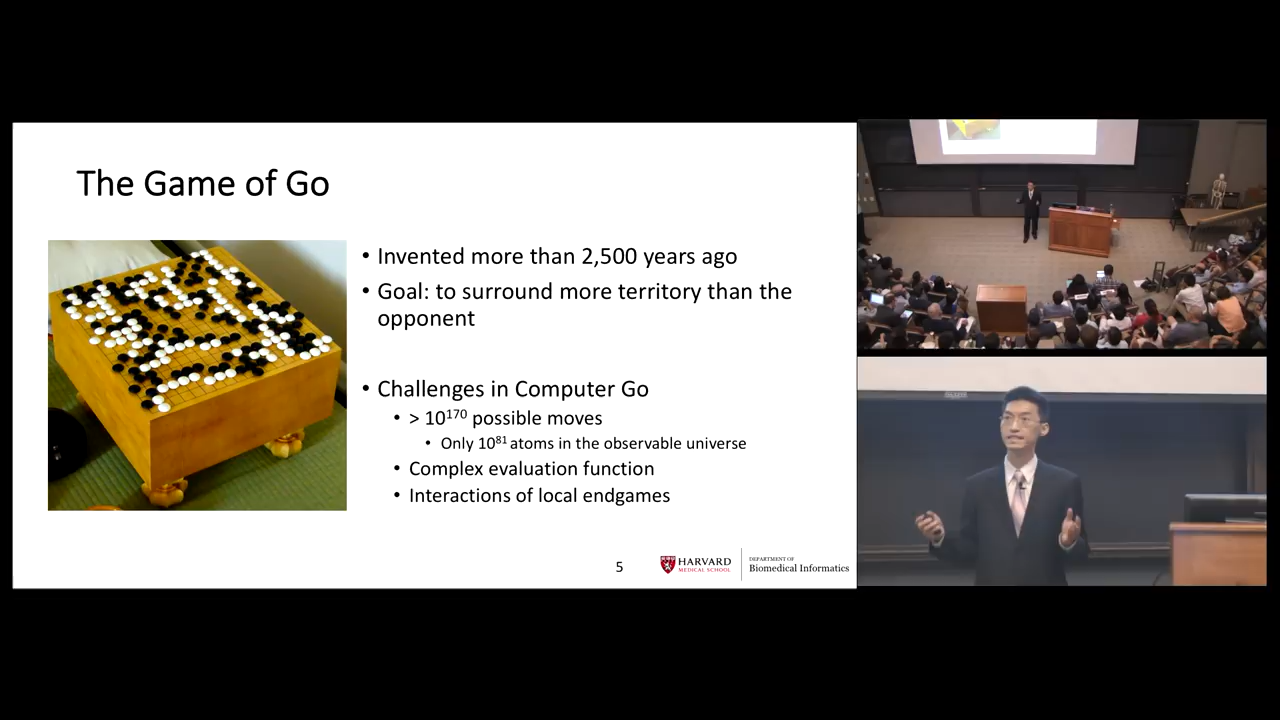 The Game of Go
• Invented more than 2,500 years ago
• Goal: to surround more territory than the
opponent
• Challenges in Computer Go
• > 10¹⁷⁰ possible moves
• Only 10⁸¹ atoms in the observable universe
• Complex evaluation function
• Interactions of local endgames
5
HARVARD
MEDICAL SCHOOL
DEPARTMENT OF
Biomedical Informatics